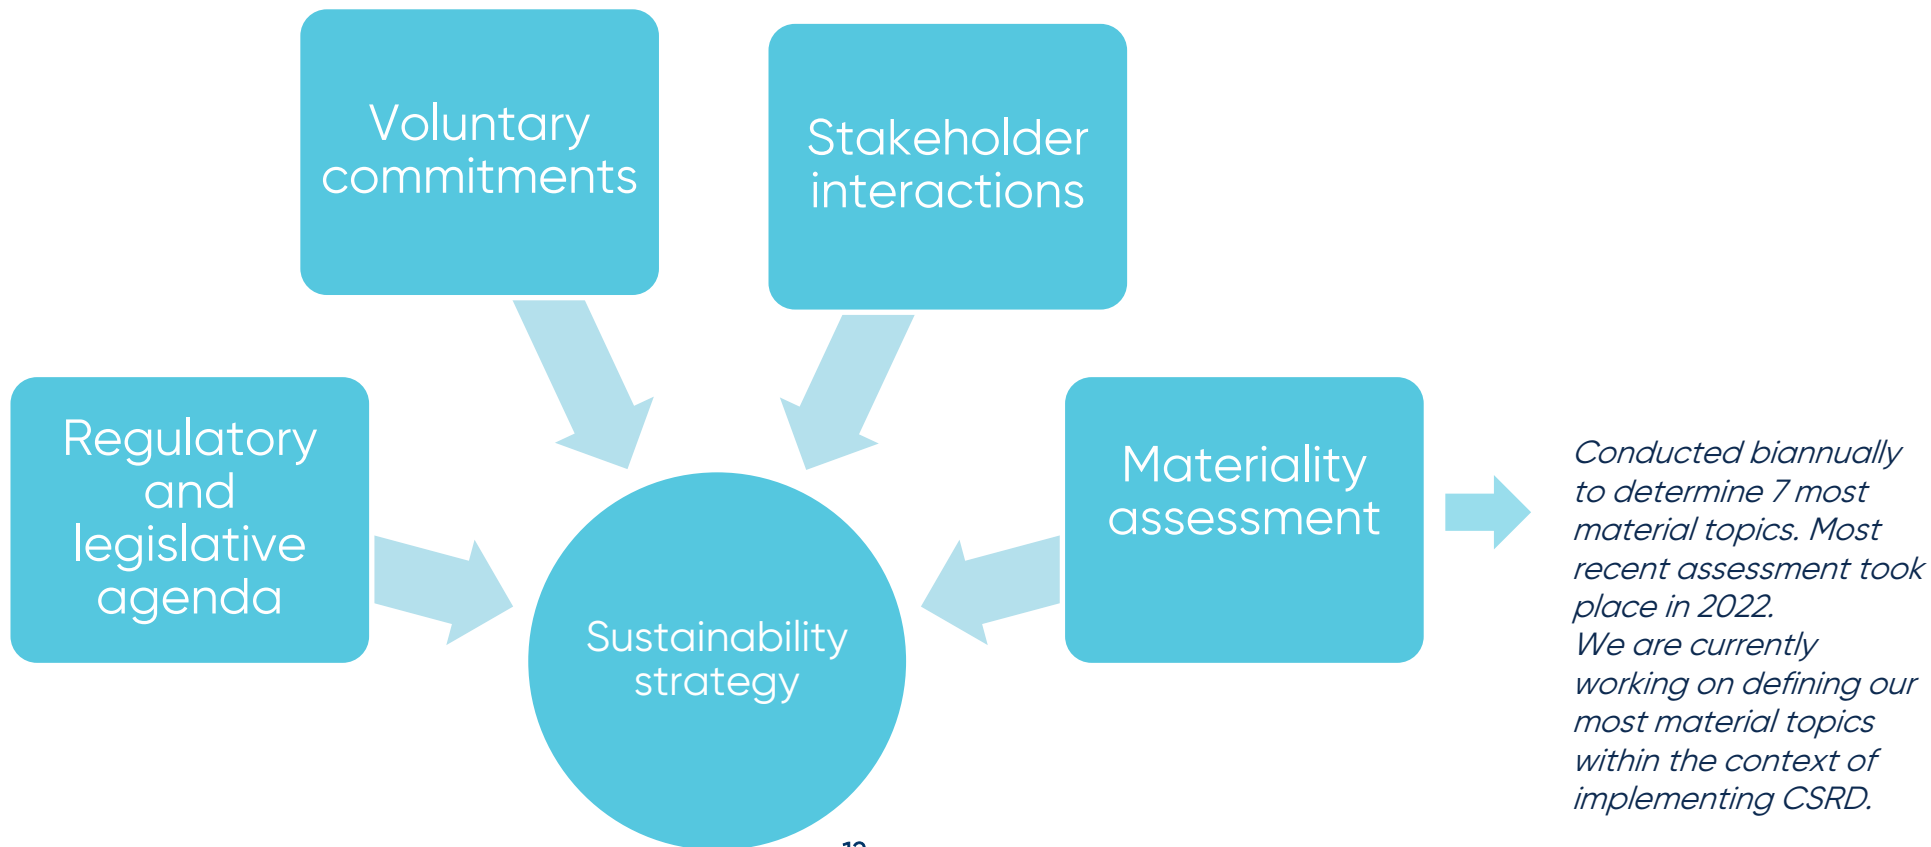 Voluntary
commitments
Stakeholder
interactions
Regulatory
and
legislative
agenda
Materiality
assessment
Sustainability
strategy
Conducted biannually
to determine 7 most
material topics. Most
recent assessment took
place in 2022.
We are currently
working on defining our
most material topics
within the context of
implementing CSRD.